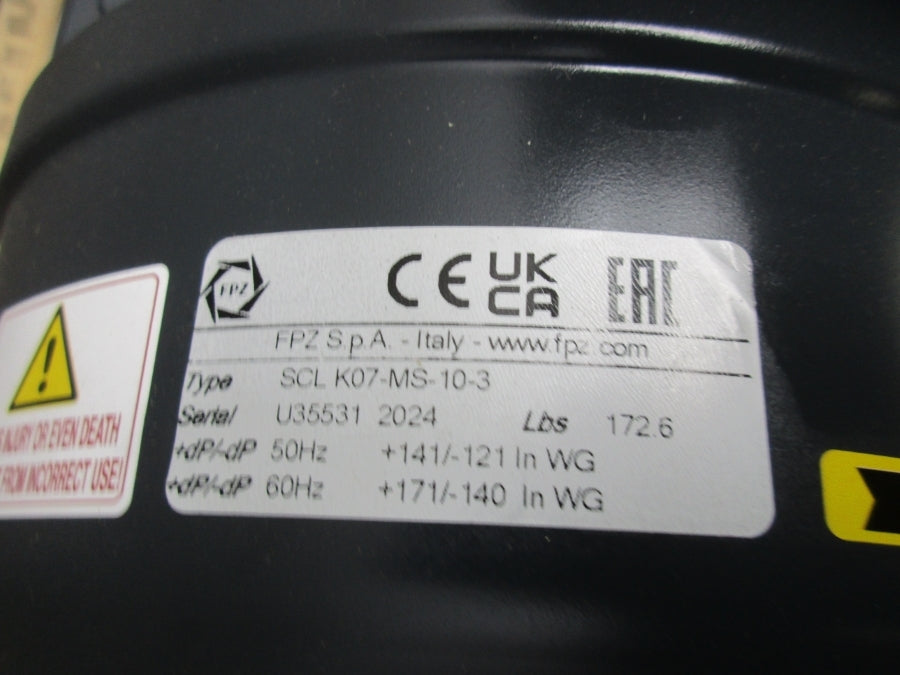 FPZ
CE UK CA EAC
FPZ S.p.A. - Italy - www.fpz.com
Type SCL K07-MS-10-3
Serial U35531 2024 Lbs 172.6
+dP/-dP 50Hz +141/-121 In WG
+dP/-dP 60Hz +171/-140 In WG
INJURY OR EVEN DEATH
FROM INCORRECT USE!